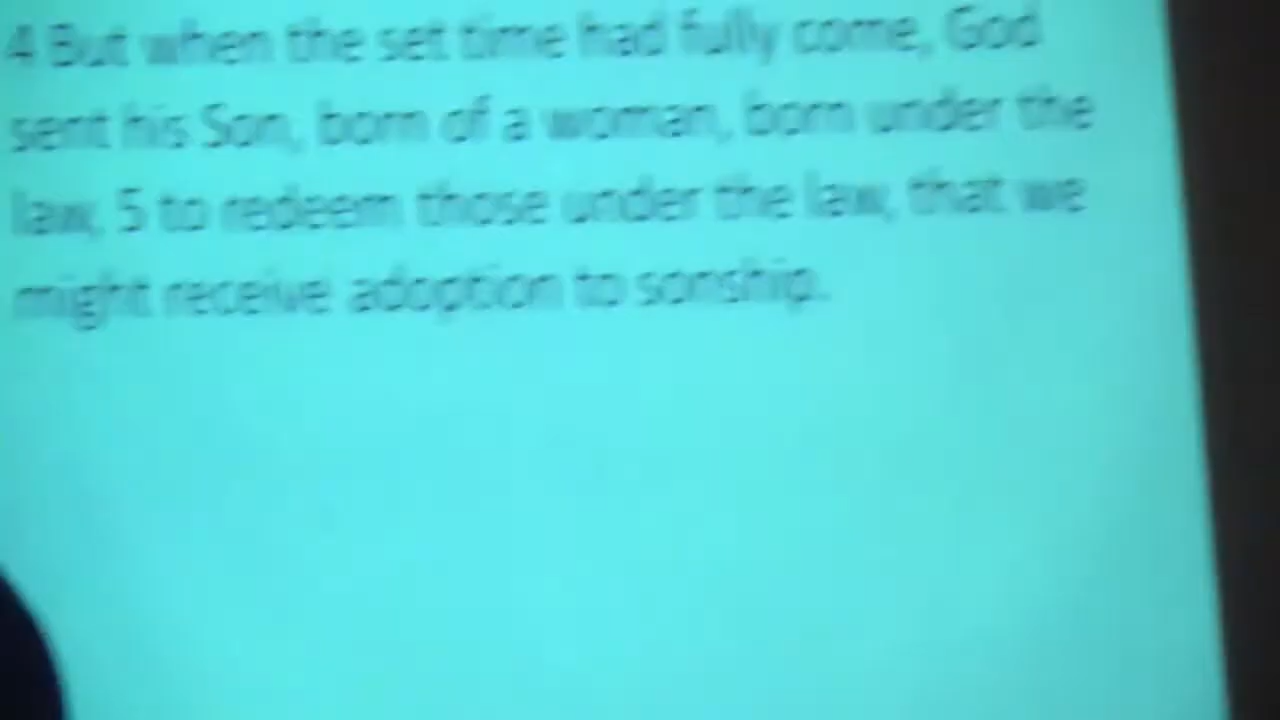 4 But when the set time had fully come, God
sent his Son, born of a woman, born under the
law, 5 to redeem those under the law, that we
might receive adoption to sonship.